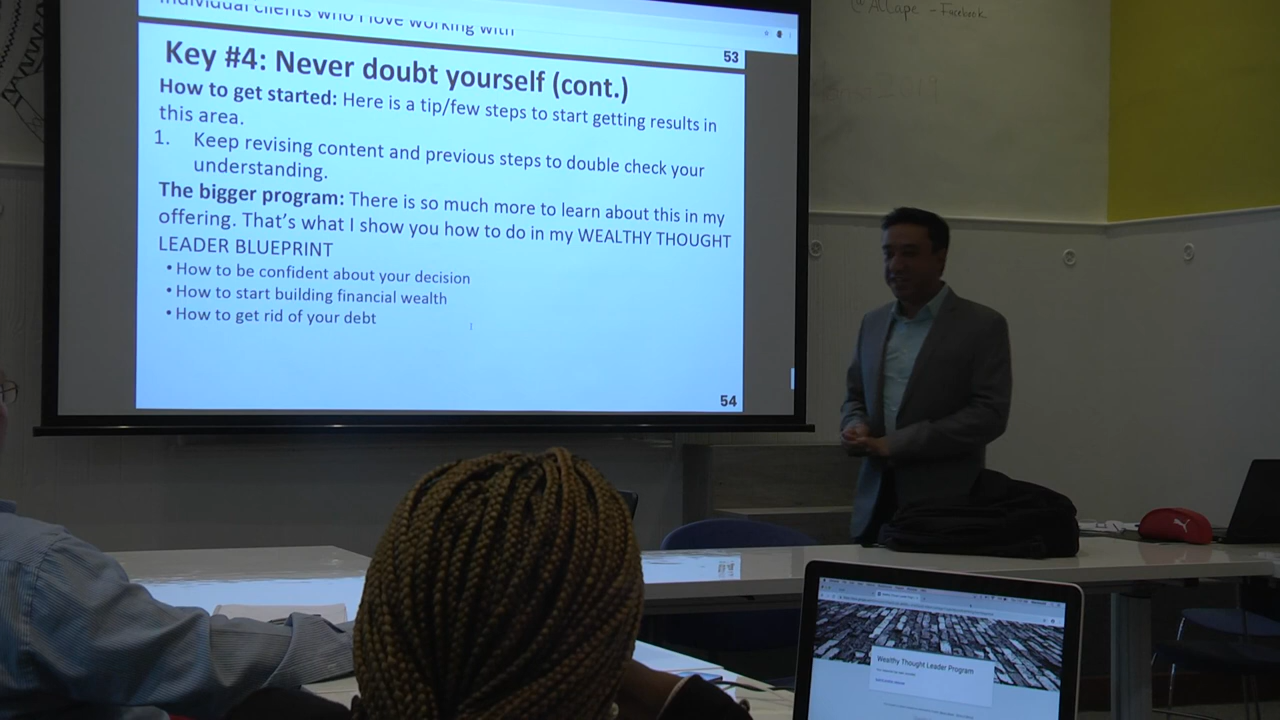 individual clients who I love working with
53
Key #4: Never doubt yourself (cont.)
How to get started: Here is a tip/few steps to start getting results in
this area.
1. Keep revising content and previous steps to double check your
understanding.
The bigger program: There is so much more to learn about this in my
offering. That's what I show you how to do in my WEALTHY THOUGHT
LEADER BLUEPRINT
• How to be confident about your decision
• How to start building financial wealth
• How to get rid of your debt
54
- Facebook
Wealthy Thought Leader Program